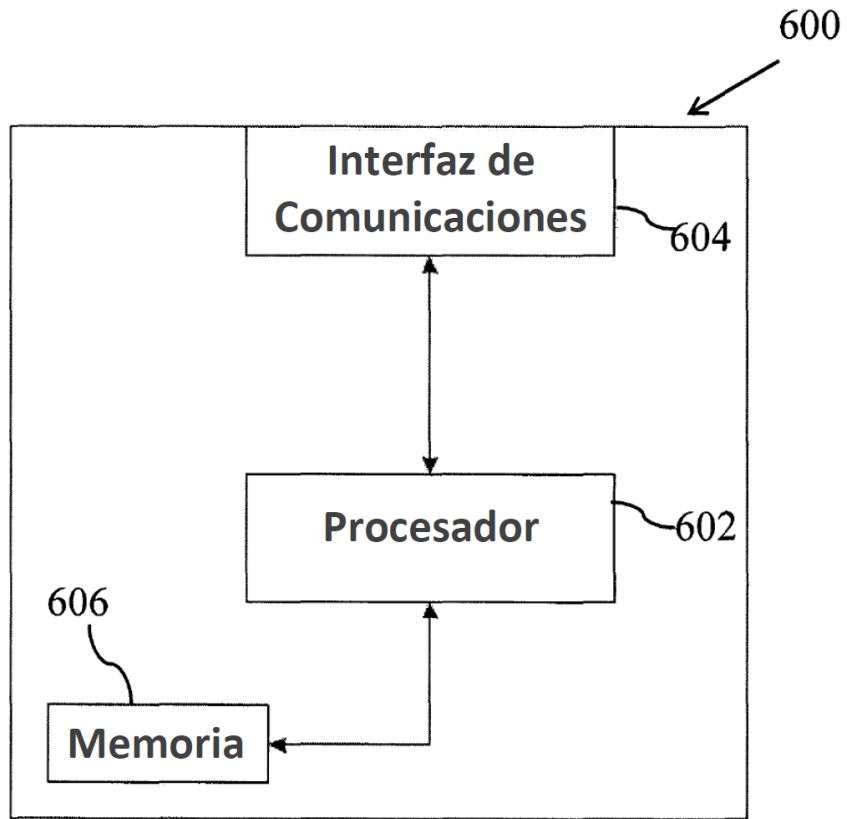 600
Interfaz de
Comunicaciones
604
Procesador
602
606
Memoria